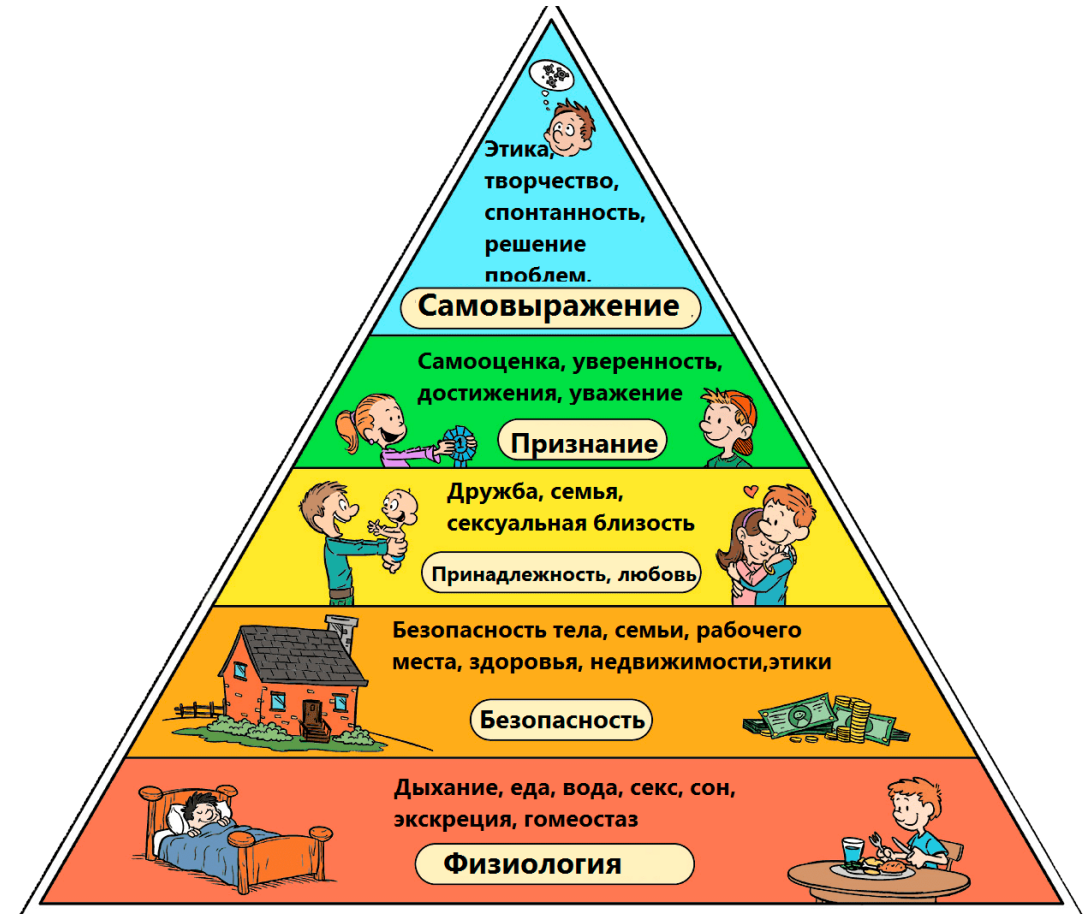 Этика,
творчество,
спонтанность,
решение
проблем.
Самовыражение
Самооценка, уверенность,
достижения, уважение
1
Признание
Дружба, семья,
сексуальная близость
Принадлежность, любовь
Безопасность тела, семьи, рабочего
места, здоровья, недвижимости,этики
Безопасность
Дыхание, еда, вода, секс, сон,
экскреция, гомеостаз
Физиология